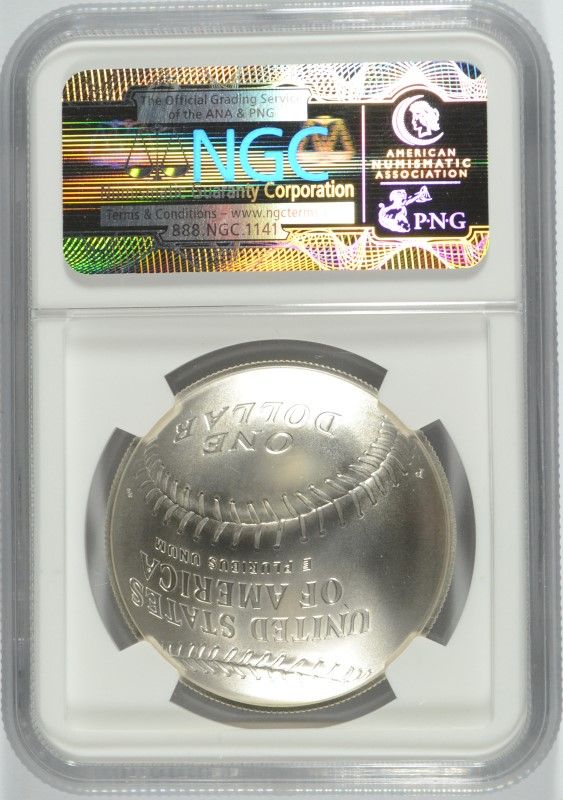 The Official Grading Service
of the ANA & PNG
NGC
Numismatic Guaranty Corporation
Terms & Conditions – www.ngcterms
888.NGC.1141
AMERICAN
NUMISMATIC
ASSOCIATION
P·N·G
UNITED STATES
OF AMERICA
E PLURIBUS UNUM
ONE
DOLLAR
P